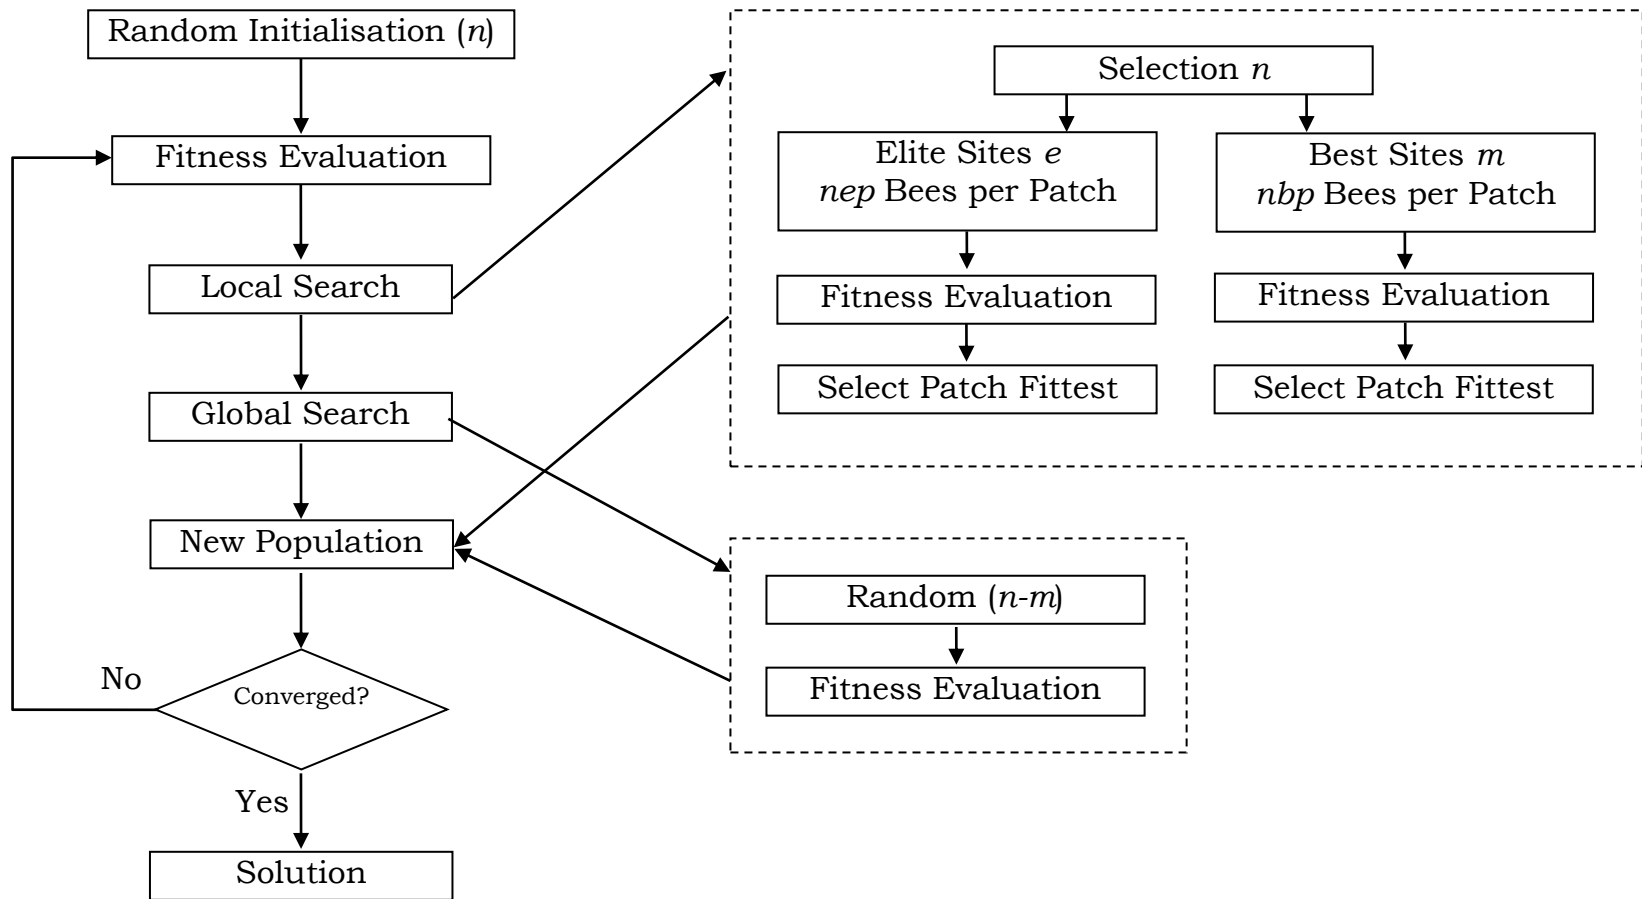 Random Initialisation (n)
Fitness Evaluation
Local Search
Global Search
New Population
Converged?
No
Yes
Solution
Selection n
Elite Sites e
nep Bees per Patch
Fitness Evaluation
Select Patch Fittest
Best Sites m
nbp Bees per Patch
Fitness Evaluation
Select Patch Fittest
Random (n-m)
Fitness Evaluation